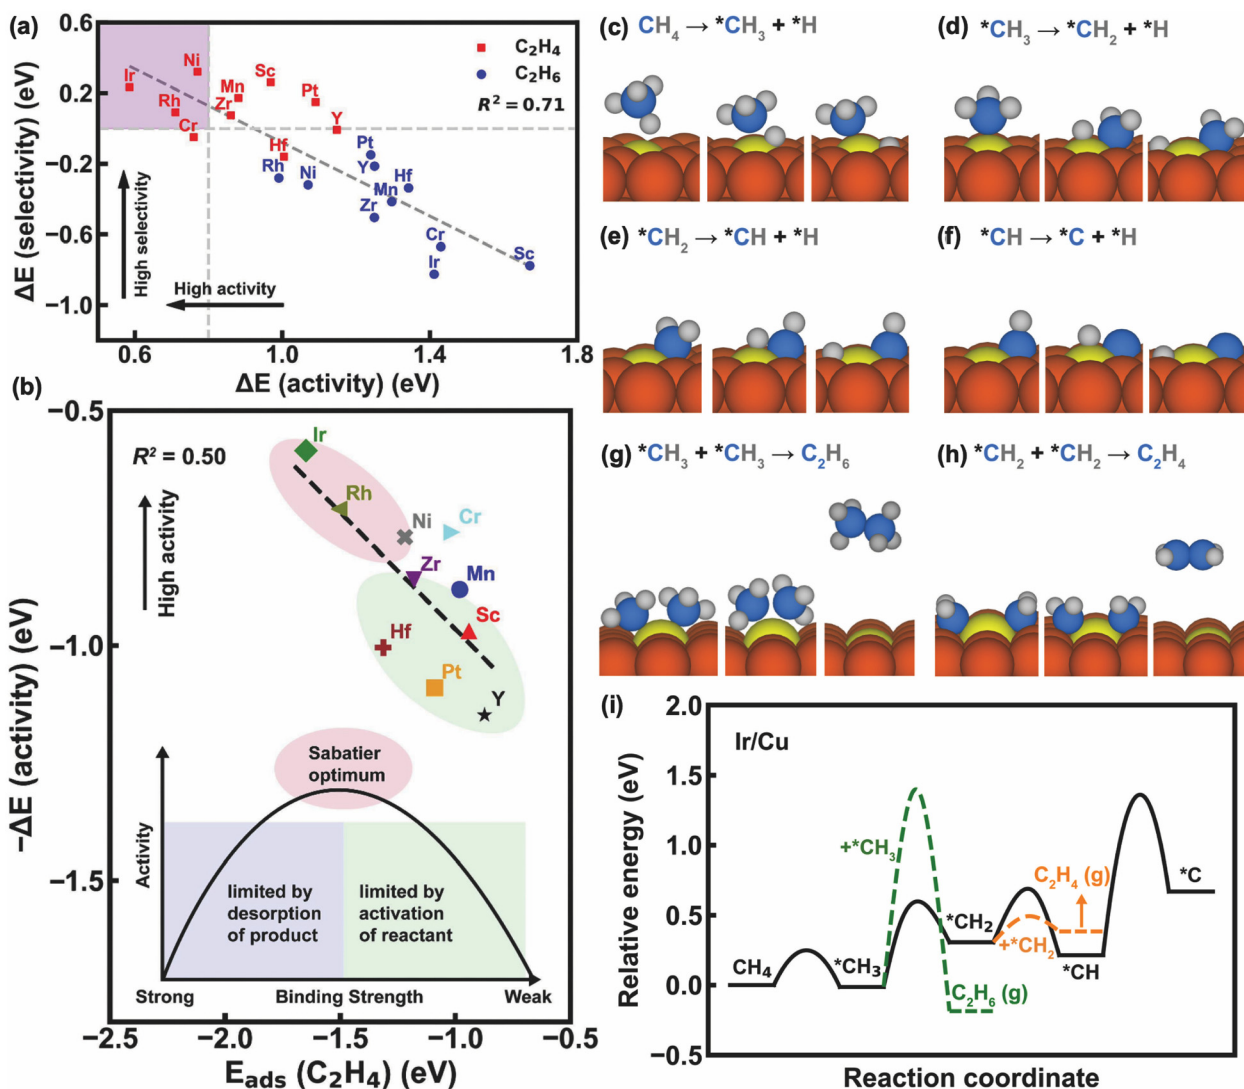 (a)
0.6
0.2
−0.2
−0.6
−1.0
ΔE (selectivity) (eV)
Ir
Ni
Rh
Cr
Zr
Mn
Sc
Pt
Y
Hf
C₂H₄
C₂H₆
R² = 0.71
Rh
Ni
Pt
Y
Mn
Hf
Zr
Cr
Ir
Sc
High selectivity
High activity
0.6
1.0
1.4
1.8
ΔE (activity) (eV)
(b)
−0.5
−1.0
−1.5
−ΔE (activity) (eV)
R² = 0.50
High activity
Ir
Rh
Ni
Cr
Zr
Mn
Sc
Hf
Pt
Y
Sabatier
optimum
Activity
limited by
desorption
of product
limited by
activation
of reactant
Strong
Binding Strength
Weak
−2.5
−2.0
−1.5
−1.0
−0.5
E_ads (C₂H₄) (eV)
(c)
CH₄ → *CH₃ + *H
(d)
*CH₃ → *CH₂ + *H
(e)
*CH₂ → *CH + *H
(f)
*CH → *C + *H
(g)
*CH₃ + *CH₃ → C₂H₆
(h)
*CH₂ + *CH₂ → C₂H₄
(i)
2.0
1.5
1.0
0.5
0.0
−0.5
Relative energy (eV)
Ir/Cu
CH₄
*CH₃
+*CH₃
*CH₂
C₂H₆ (g)
+*CH₂
C₂H₄ (g)
*CH
*C
Reaction coordinate